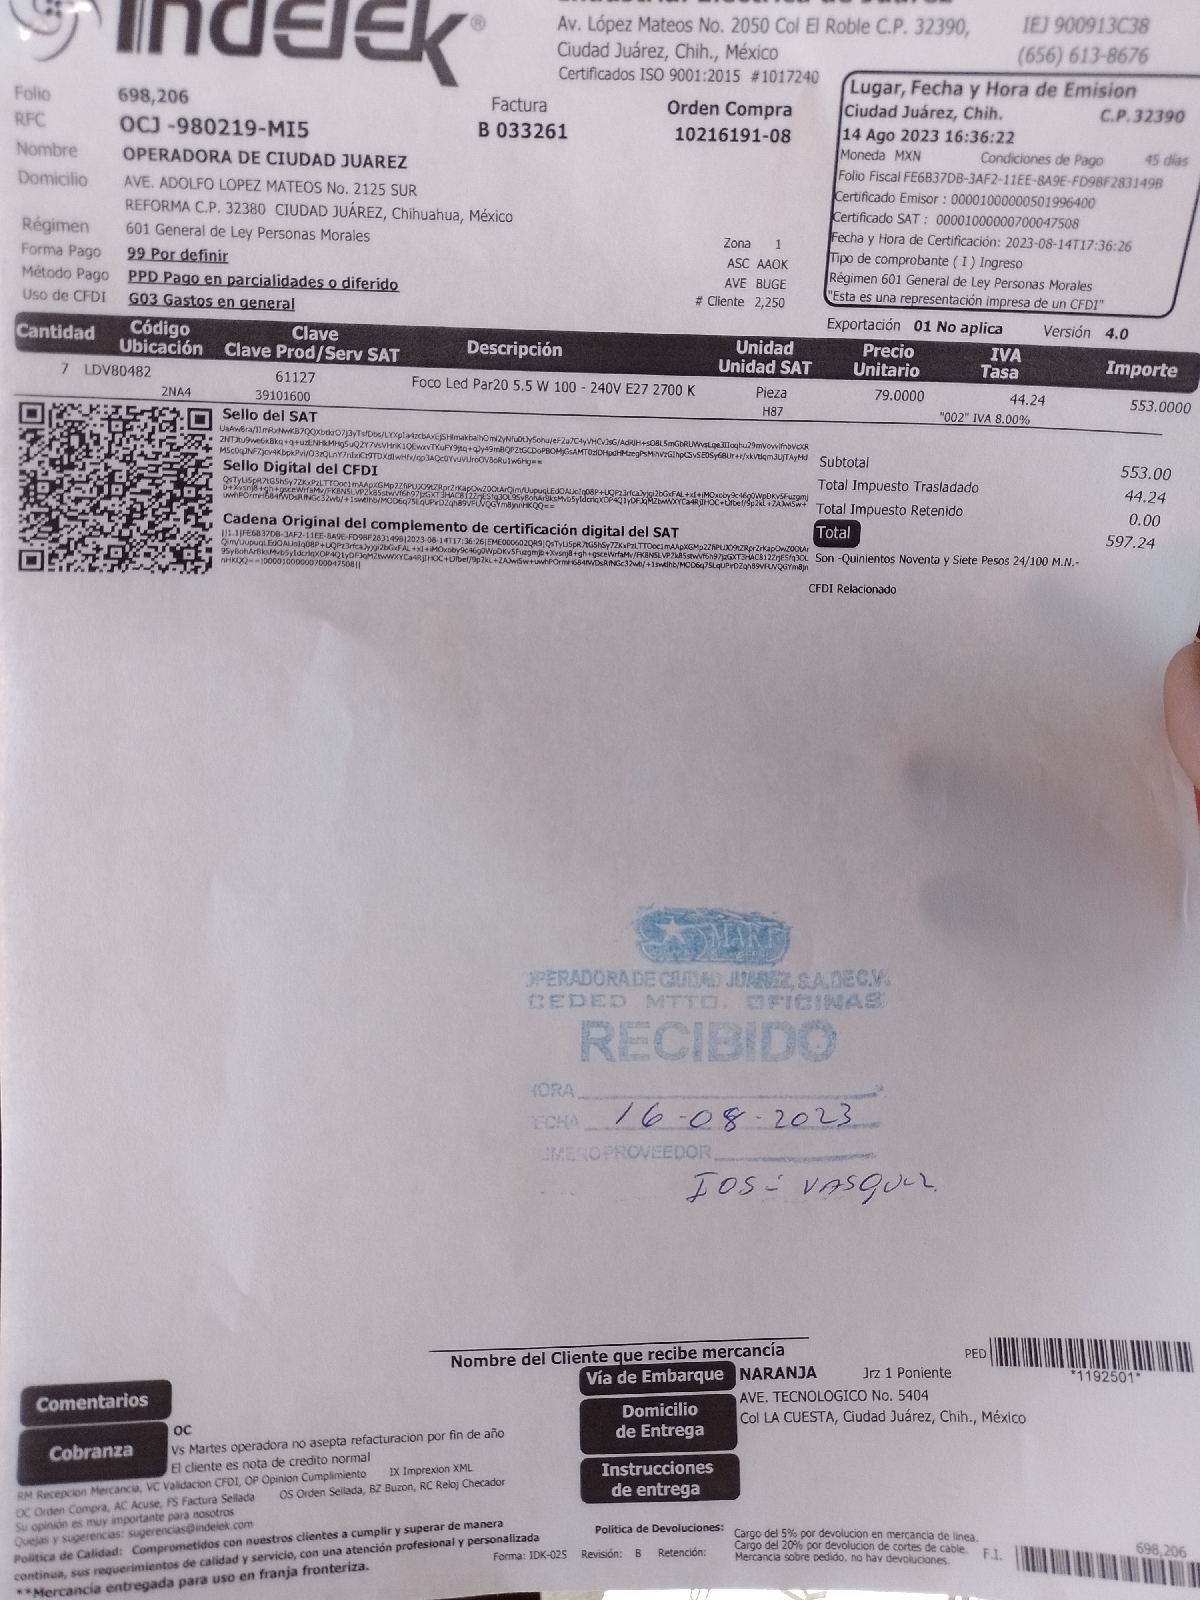 Indelek®
Av. López Mateos No. 2050 Col El Roble C.P. 32390,
Ciudad Juárez, Chih., México
Certificados ISO 9001:2015 #1017240
IEJ 900913C38
(656) 613-8676
Folio 698,206
RFC OCJ -980219-MI5
Nombre OPERADORA DE CIUDAD JUAREZ
Domicilio AVE. ADOLFO LOPEZ MATEOS No. 2125 SUR
REFORMA C.P. 32380 CIUDAD JUÁREZ, Chihuahua, México
Régimen 601 General de Ley Personas Morales
Forma Pago 99 Por definir
Método Pago PPD Pago en parcialidades o diferido
Uso de CFDI G03 Gastos en general
Factura
B 033261
Orden Compra
10216191-08
Zona 1
ASC AAOK
AVE BUGE
# Cliente 2,250
Lugar, Fecha y Hora de Emision
Ciudad Juárez, Chih. C.P. 32390
14 Ago 2023 16:36:22
Moneda MXN Condiciones de Pago 45 días
Folio Fiscal FE6B37DB-3AF2-11EE-8A9E-FD9BF283149B
Certificado Emisor : 00001000000501996400
Certificado SAT : 00001000000700047508
Fecha y Hora de Certificación: 2023-08-14T17:36:26
Tipo de comprobante ( I ) Ingreso
Régimen 601 General de Ley Personas Morales
"Esta es una representación impresa de un CFDI"
Exportación 01 No aplica Versión 4.0
Cantidad Código Ubicación Clave Clave Prod/Serv SAT Descripción Unidad Unidad SAT Precio Unitario IVA Tasa Importe
7 LDV80482 61127 Foco Led Par20 5.5 W 100 - 240V E27 2700 K Pieza 79.0000 44.24 553.0000
2NA4 39101600 H87 "002" IVA 8.00%
Sello del SAT
Sello Digital del CFDI
Cadena Original del complemento de certificación digital del SAT
Subtotal 553.00
Total Impuesto Trasladado 44.24
Total Impuesto Retenido 0.00
Total 597.24
Son -Quinientos Noventa y Siete Pesos 24/100 M.N.-
CFDI Relacionado
MART
OPERADORA DE CIUDAD JUAREZ, S.A. DE C.V.
CEDED MTTO. OFICINAS
RECIBIDO
HORA
FECHA 16-08-2023
NUMERO PROVEEDOR
JOSE VASQUEZ
Nombre del Cliente que recibe mercancía
PED
*1192501*
Vía de Embarque NARANJA Jrz 1 Poniente
Domicilio de Entrega AVE. TECNOLOGICO No. 5404
Col LA CUESTA, Ciudad Juárez, Chih., México
Instrucciones de entrega
Comentarios
Cobranza
OC
Vs Martes operadora no asepta refacturacion por fin de año
El cliente es nota de credito normal
RM Recepcion Mercancia, VC Validacion CFDI, OP Opinion Cumplimiento IX Imprexion XML
OC Orden Compra, AC Acuse, FS Factura Sellada OS Orden Sellada, BZ Buzon, RC Reloj Checador
Su opinión es muy importante para nosotros
Quejas y sugerencias: sugerencias@indelek.com
Política de Calidad: Comprometidos con nuestros clientes a cumplir y superar de manera
continua, sus requerimientos de calidad y servicio, con una atención profesional y personalizada
**Mercancia entregada para uso en franja fronteriza.
Forma: IDK-025 Revisión: B Retención:
Politica de Devoluciones: Cargo del 5% por devolucion en mercancia de linea.
Cargo del 20% por devolucion de cortes de cable.
Mercancia sobre pedido, no hay devoluciones.
F.I. 698,206